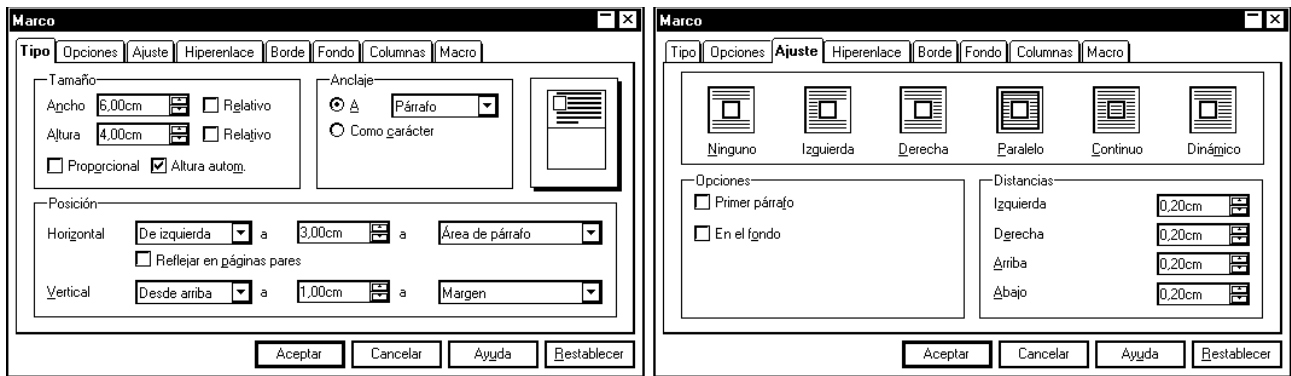 Marco
Tipo Opciones Ajuste Hiperenlace Borde Fondo Columnas Macro
Tamaño
Ancho 6,00cm Relativo
Altura 4,00cm Relativo
Proporcional Altura autom.
Anclaje
A Párrafo
Como carácter
Posición
Horizontal De izquierda a 3,00cm a Área de párrafo
Reflejar en páginas pares
Vertical Desde arriba a 1,00cm a Margen
Aceptar Cancelar Ayuda Restablecer
Marco
Tipo Opciones Ajuste Hiperenlace Borde Fondo Columnas Macro
Ninguno Izguierda Derecha Paralelo Continuo Dinámico
Opciones
Primer párrafo
En el fondo
Distancias
Izquierda 0,20cm
Derecha 0,20cm
Arriba 0,20cm
Abajo 0,20cm
Aceptar Cancelar Ayuda Restablecer